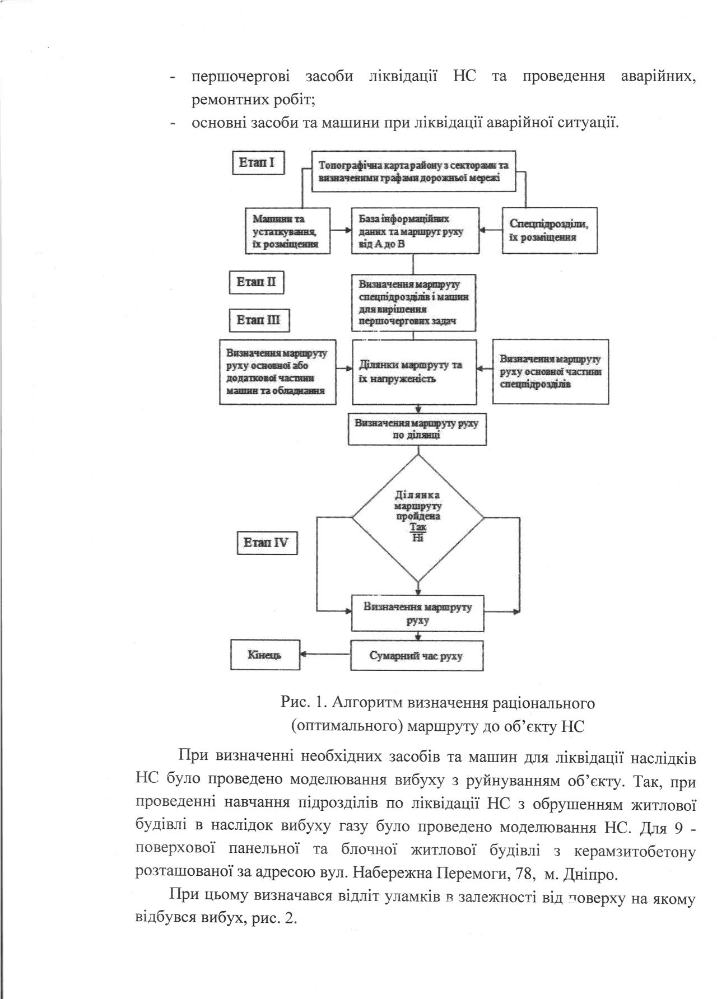 - першочергові засоби ліквідації НС та проведення аварійних,
ремонтних робіт;
- основні засоби та машини при ліквідації аварійної ситуації.
Етап I
Топографічна карта району з секторами та
визначеними графами дорожньої мережі
Машини та
устаткування,
їх розміщення
База інформаційних
даних та маршрут руху
від А до В
Спецпідрозділи,
їх розміщення
Етап II
Визначення маршруту
спецпідрозділів і машин
для вирішення
першочергових задач
Етап III
Визначення маршруту
руху основної або
додаткової частини
машин та обладнання
Ділянки маршруту та
їх напруженість
Визначення маршруту
руху основної частини
спецпідрозділів
Визначення маршруту руху
по ділянці
Ділянка
маршруту
пройдена
Так
Ні
Етап IV
Визначення маршруту
руху
Кінець
Сумарний час руху
Рис. 1. Алгоритм визначення раціонального
(оптимального) маршруту до об’єкту НС
При визначенні необхідних засобів та машин для ліквідації наслідків
НС було проведено моделювання вибуху з руйнуванням об’єкту. Так, при
проведенні навчання підрозділів по ліквідації НС з обрушенням житлової
будівлі в наслідок вибуху газу було проведено моделювання НС. Для 9 -
поверхової панельної та блочної житлової будівлі з керамзитобетону
розташованої за адресою вул. Набережна Перемоги, 78, м. Дніпро.
При цьому визначався відліт уламків в залежності від поверху на якому
відбувся вибух, рис. 2.